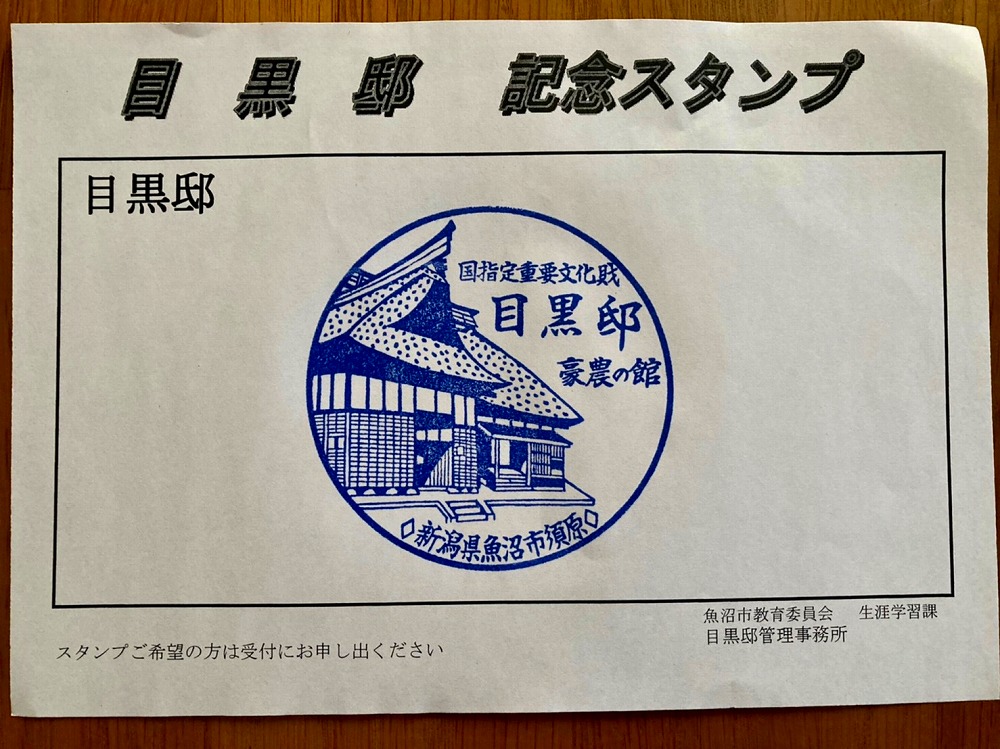 目黒邸 記念スタンプ
目黒邸
国指定重要文化財
目黒邸
豪農の館
新潟県魚沼市須原
魚沼市教育委員会 生涯学習課
目黒邸管理事務所
スタンプご希望の方は受付にお申し出ください